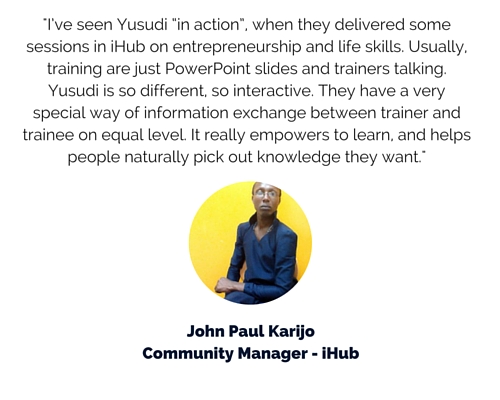 "I've seen Yusudi "in action", when they delivered some
sessions in iHub on entrepreneurship and life skills. Usually,
training are just PowerPoint slides and trainers talking.
Yusudi is so different, so interactive. They have a very
special way of information exchange between trainer and
trainee on equal level. It really empowers to learn, and helps
people naturally pick out knowledge they want."
John Paul Karijo
Community Manager - iHub